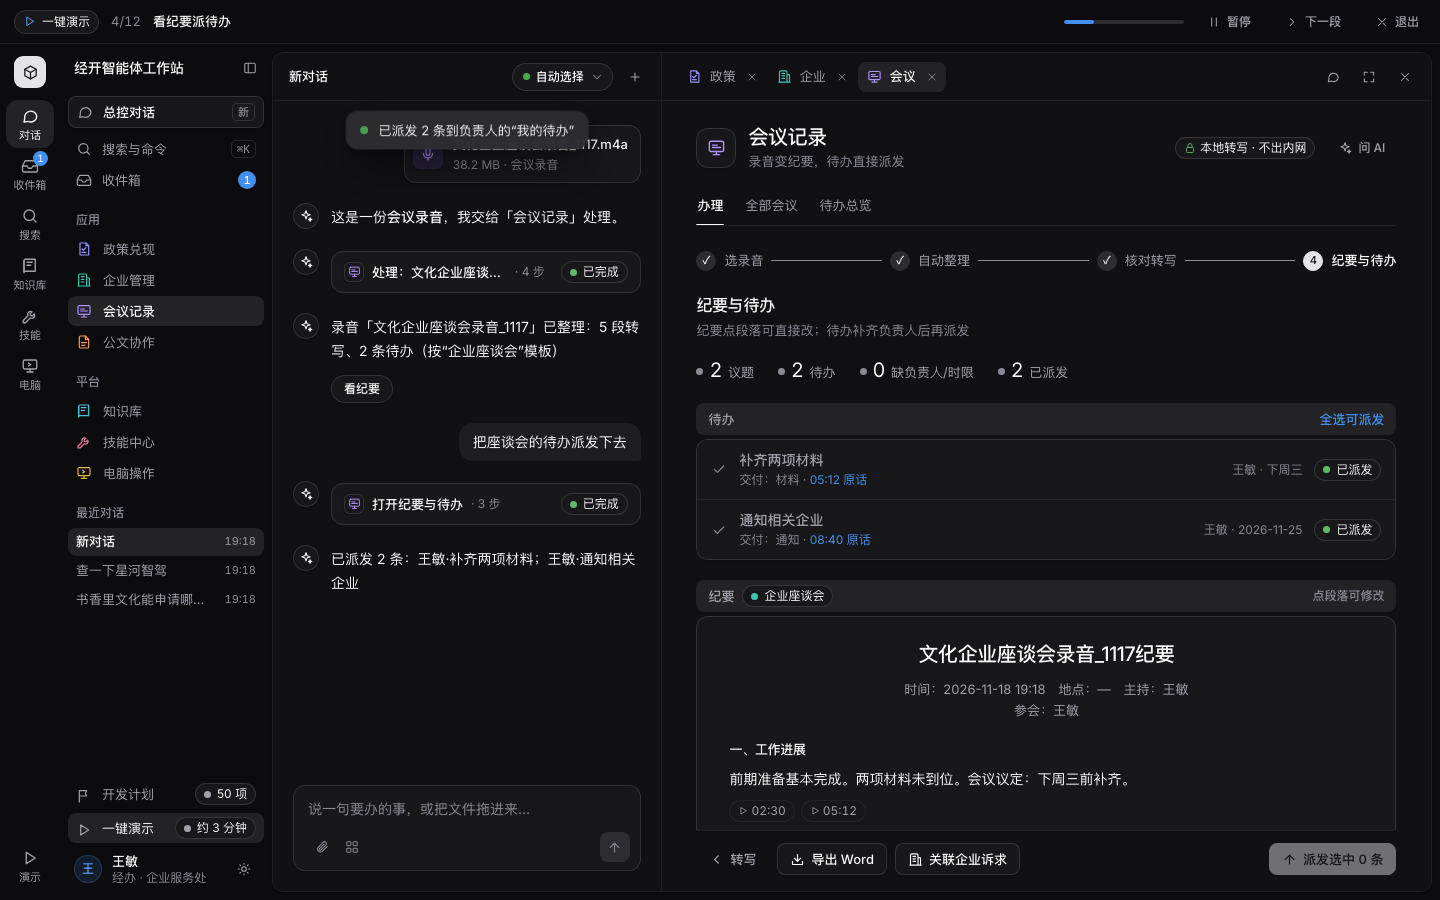 一键演示
4/12
看纪要派待办
暂停
下一段
退出
对话
1
收件箱
搜索
知识库
技能
电脑
演示
经开智能体工作站
总控对话
新
搜索与命令
⌘K
收件箱
1
应用
政策兑现
企业管理
会议记录
公文协作
平台
知识库
技能中心
电脑操作
最近对话
新对话
19:18
查一下星河智驾
19:18
书香里文化能申请哪...
19:18
开发计划
50 项
一键演示
约 3 分钟
王
王敏
经办 · 企业服务处
新对话
自动选择
已派发 2 条到负责人的“我的待办”
117.m4a
38.2 MB · 会议录音
这是一份会议录音，我交给「会议记录」处理。
处理：文化企业座谈... · 4 步
已完成
录音「文化企业座谈会录音_1117」已整理：5 段转
写、2 条待办（按“企业座谈会”模板）
看纪要
把座谈会的待办派发下去
打开纪要与待办 · 3 步
已完成
已派发 2 条：王敏·补齐两项材料；王敏·通知相关
企业
说一句要办的事，或把文件拖进来...
政策
企业
会议
会议记录
录音变纪要，待办直接派发
本地转写 · 不出内网
问 AI
办理
全部会议
待办总览
选录音
自动整理
核对转写
4
纪要与待办
纪要与待办
纪要点段落可直接改；待办补齐负责人后再派发
2 议题
2 待办
0 缺负责人/时限
2 已派发
待办
全选可派发
补齐两项材料
交付：材料 · 05:12 原话
王敏 · 下周三
已派发
通知相关企业
交付：通知 · 08:40 原话
王敏 · 2026-11-25
已派发
纪要
企业座谈会
点段落可修改
文化企业座谈会录音_1117纪要
时间：2026-11-18 19:18 地点：— 主持：王敏
参会：王敏
一、工作进展
前期准备基本完成。两项材料未到位。会议议定：下周三前补齐。
02:30
05:12
转写
导出 Word
关联企业诉求
派发选中 0 条